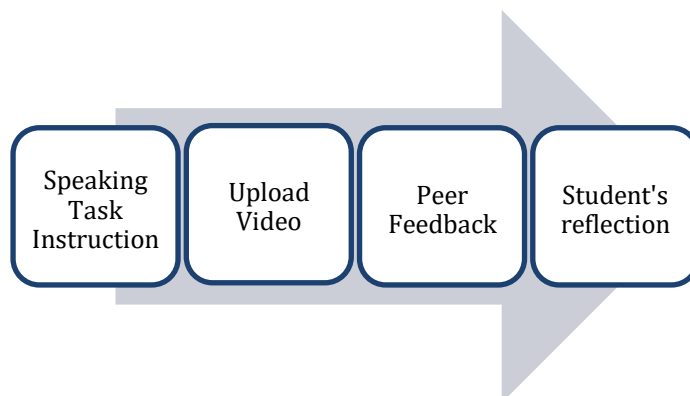 Speaking
Task
Instruction
Upload
Video
Peer
Feedback
Student's
reflection